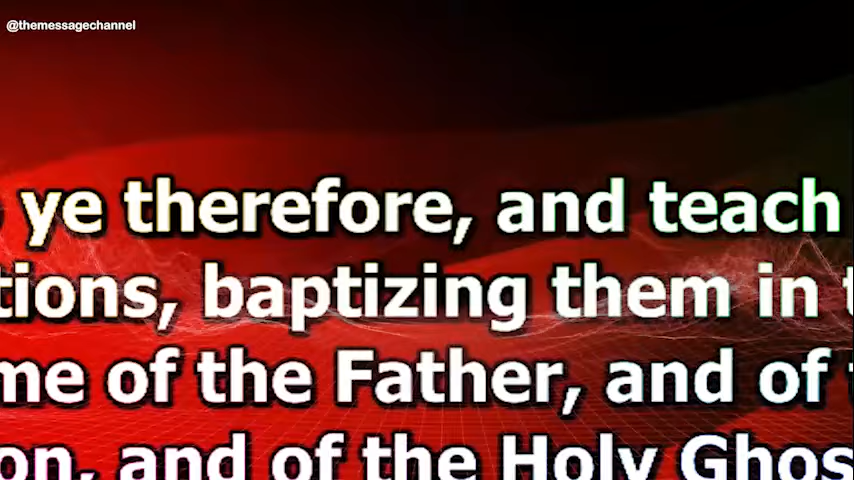 @themessagechannel
ye therefore, and teach
tions, baptizing them in t
me of the Father, and of t
on, and of the Holy Ghos